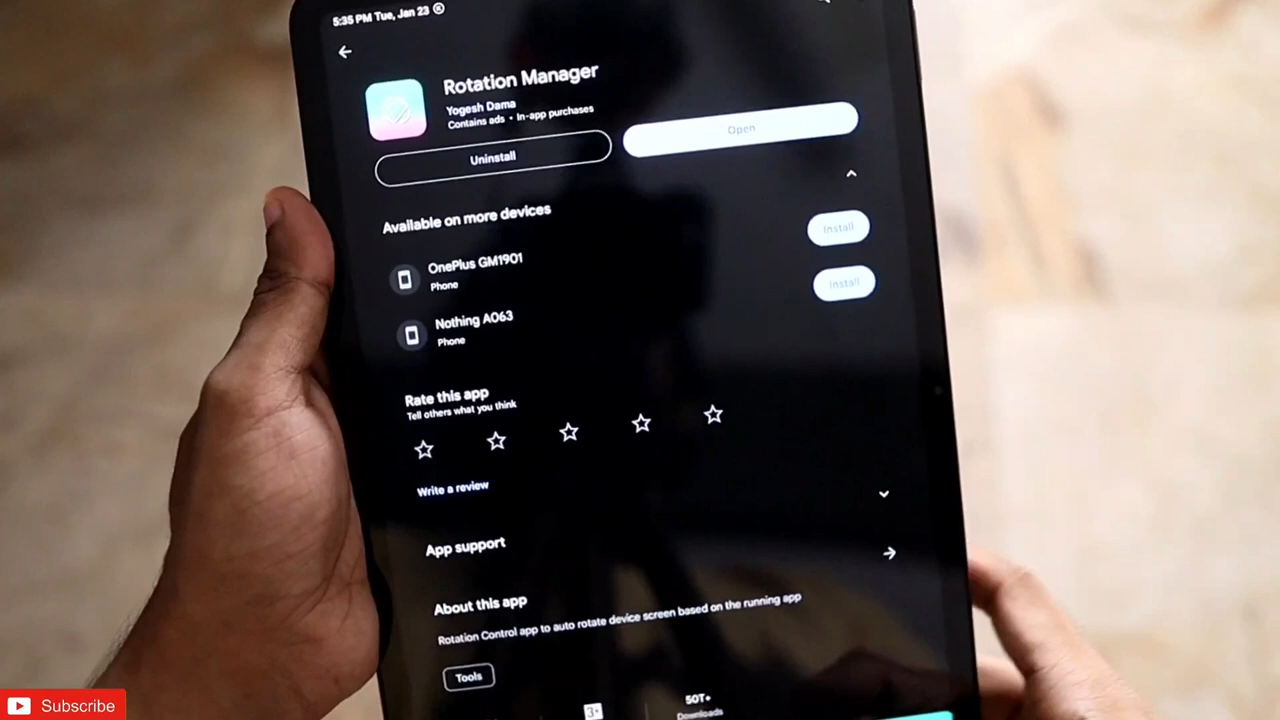 5:35 PM Tue, Jan 23
Rotation Manager
Yogesh Dama
Contains ads • In-app purchases
Uninstall
Open
Available on more devices
OnePlus GM1901
Phone
Install
Nothing A063
Phone
Install
Rate this app
Tell others what you think
Write a review
App support
About this app
Rotation Control app to auto rotate device screen based on the running app
Tools
3+
50T+
Downloads
Subscribe